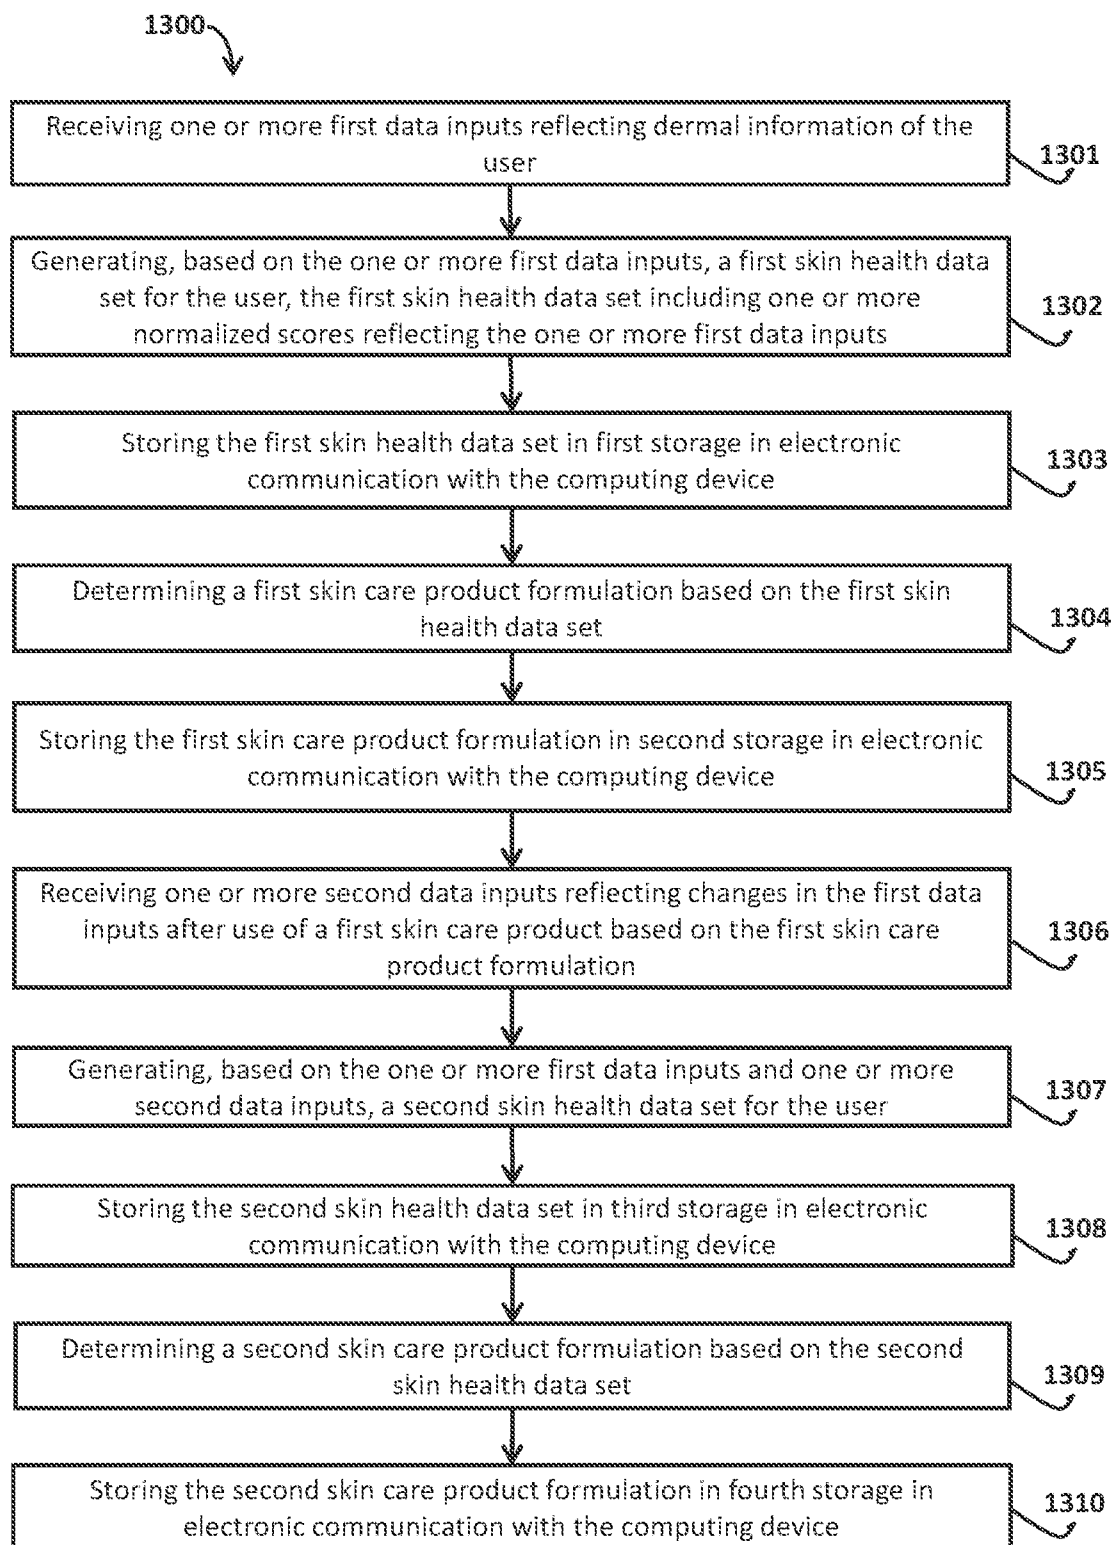 1300
Receiving one or more first data inputs reflecting dermal information of the
user
1301
Generating, based on the one or more first data inputs, a first skin health data
set for the user, the first skin health data set including one or more
normalized scores reflecting the one or more first data inputs
1302
Storing the first skin health data set in first storage in electronic
communication with the computing device
1303
Determining a first skin care product formulation based on the first skin
health data set
1304
Storing the first skin care product formulation in second storage in electronic
communication with the computing device
1305
Receiving one or more second data inputs reflecting changes in the first data
inputs after use of a first skin care product based on the first skin care
product formulation
1306
Generating, based on the one or more first data inputs and one or more
second data inputs, a second skin health data set for the user
1307
Storing the second skin health data set in third storage in electronic
communication with the computing device
1308
Determining a second skin care product formulation based on the second
skin health data set
1309
Storing the second skin care product formulation in fourth storage in
electronic communication with the computing device
1310